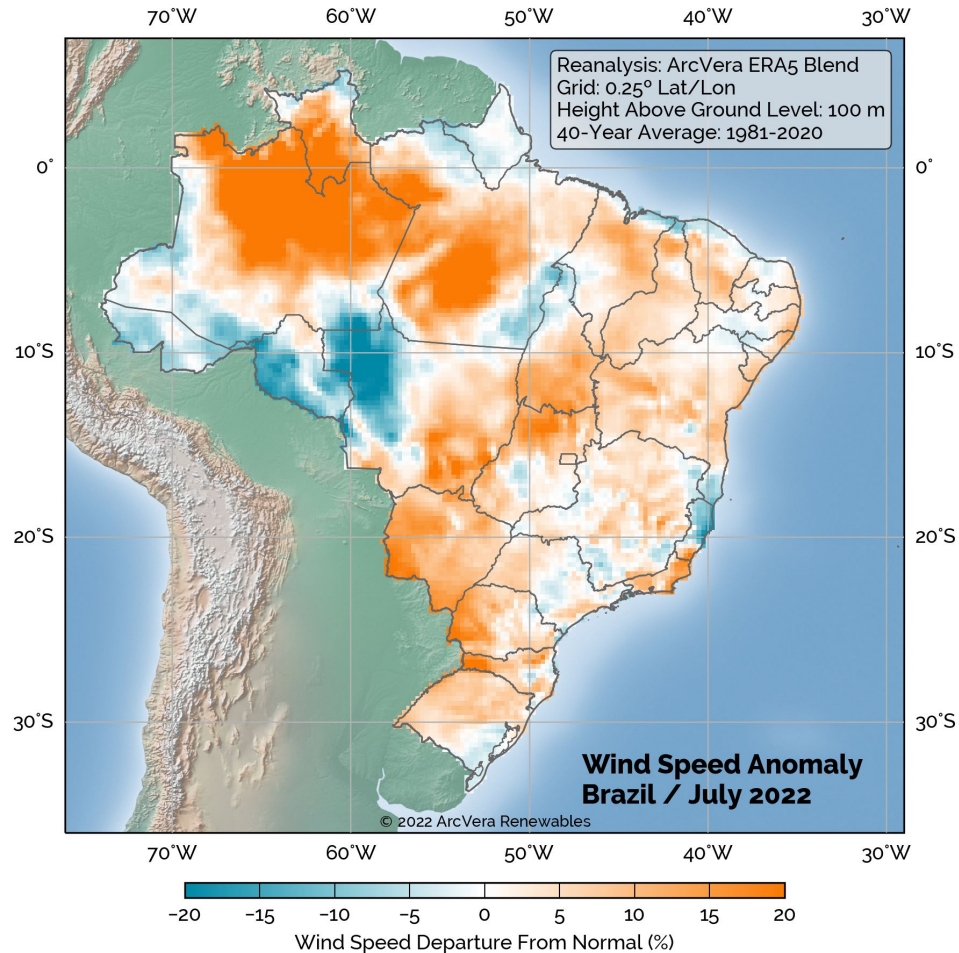 70°W 60°W 50°W 40°W 30°W
Reanalysis: ArcVera ERA5 Blend
Grid: 0.25º Lat/Lon
Height Above Ground Level: 100 m
40-Year Average: 1981-2020
0° 0°
10°S 10°S
20°S 20°S
30°S 30°S
Wind Speed Anomaly
Brazil / July 2022
© 2022 ArcVera Renewables
70°W 60°W 50°W 40°W 30°W
−20 −15 −10 −5 0 5 10 15 20
Wind Speed Departure From Normal (%)